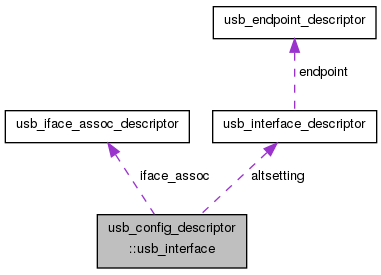 usb_endpoint_descriptor
endpoint
usb_iface_assoc_descriptor
usb_interface_descriptor
iface_assoc
altsetting
usb_config_descriptor
::usb_interface